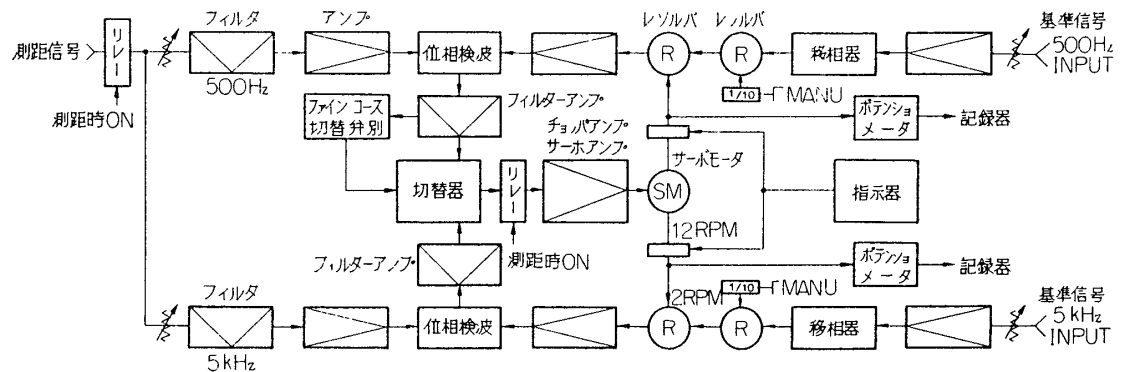 測距信号
リレー
測距時ON
フィルタ
500Hz
アンプ
位相検波
レゾルバ
R
レノルバ
R
1/10
MANU
移相器
基準信号
500Hz
INPUT
ファイン コース
切替弁別
フィルターアンプ
チョッパアンプ
サーボアンプ
ポテンショ
メータ
記録器
切替器
リレー
測距時ON
サーボモータ
SM
12RPM
指示器
フィルターアンプ
ポテンショ
メータ
記録器
フィルタ
5kHz
位相検波
2RPM
R
R
1/10
MANU
移相器
基準信号
5kHz
INPUT